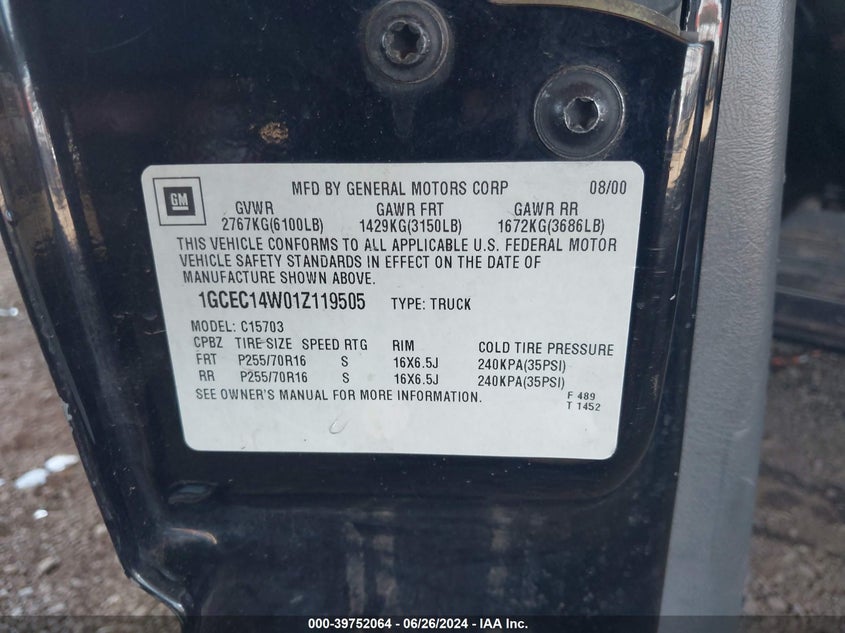 GM
MFD BY GENERAL MOTORS CORP 08/00
GVWR GAWR FRT GAWR RR
2767KG(6100LB) 1429KG(3150LB) 1672KG(3686LB)
THIS VEHICLE CONFORMS TO ALL APPLICABLE U.S. FEDERAL MOTOR
VEHICLE SAFETY STANDARDS IN EFFECT ON THE DATE OF
MANUFACTURE SHOWN ABOVE.
1GCEC14W01Z119505 TYPE: TRUCK
MODEL: C15703
CPBZ TIRE SIZE SPEED RTG RIM COLD TIRE PRESSURE
FRT P255/70R16 S 16X6.5J 240KPA(35PSI)
RR P255/70R16 S 16X6.5J 240KPA(35PSI)
SEE OWNER'S MANUAL FOR MORE INFORMATION.
F 489
T 1452
000-39752064 / 06/26/2024 - IAA Inc.